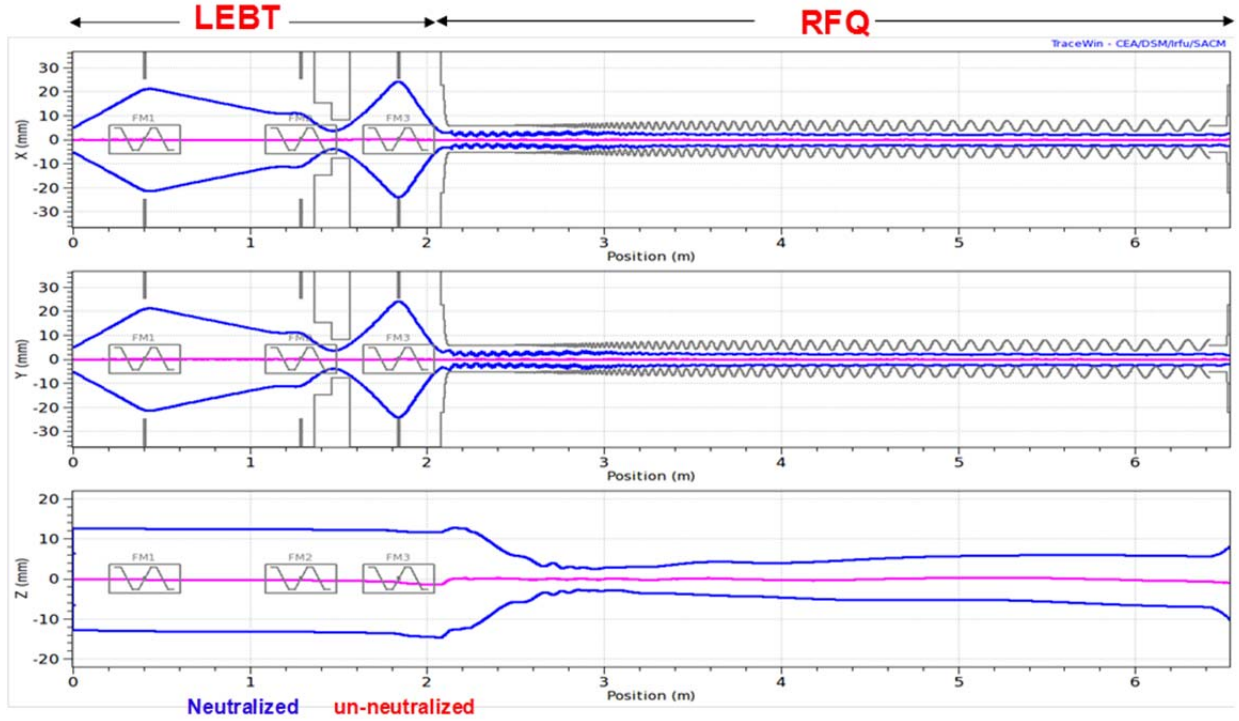 LEBT RFQ
TraceWin - CEA/DSM/Irfu/SACM
30
20
10
0
-10
-20
-30
X (mm)
FM1 FM3
0 1 2 3 4 5 6
Position (m)
30
20
10
0
-10
-20
-30
Y (mm)
FM1 FM3
0 1 2 3 4 5 6
Position (m)
20
10
0
-10
-20
Z (mm)
FM1 FM2 FM3
0 1 2 3 4 5 6
Position (m)
Neutralized un-neutralized